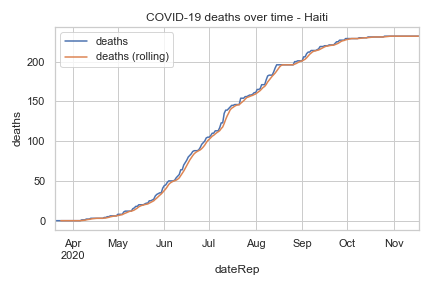 COVID-19 deaths over time - Haiti
deaths
deaths (rolling)
200
150
100
50
0
deaths
Apr May Jun Jul Aug Sep Oct Nov
2020
dateRep